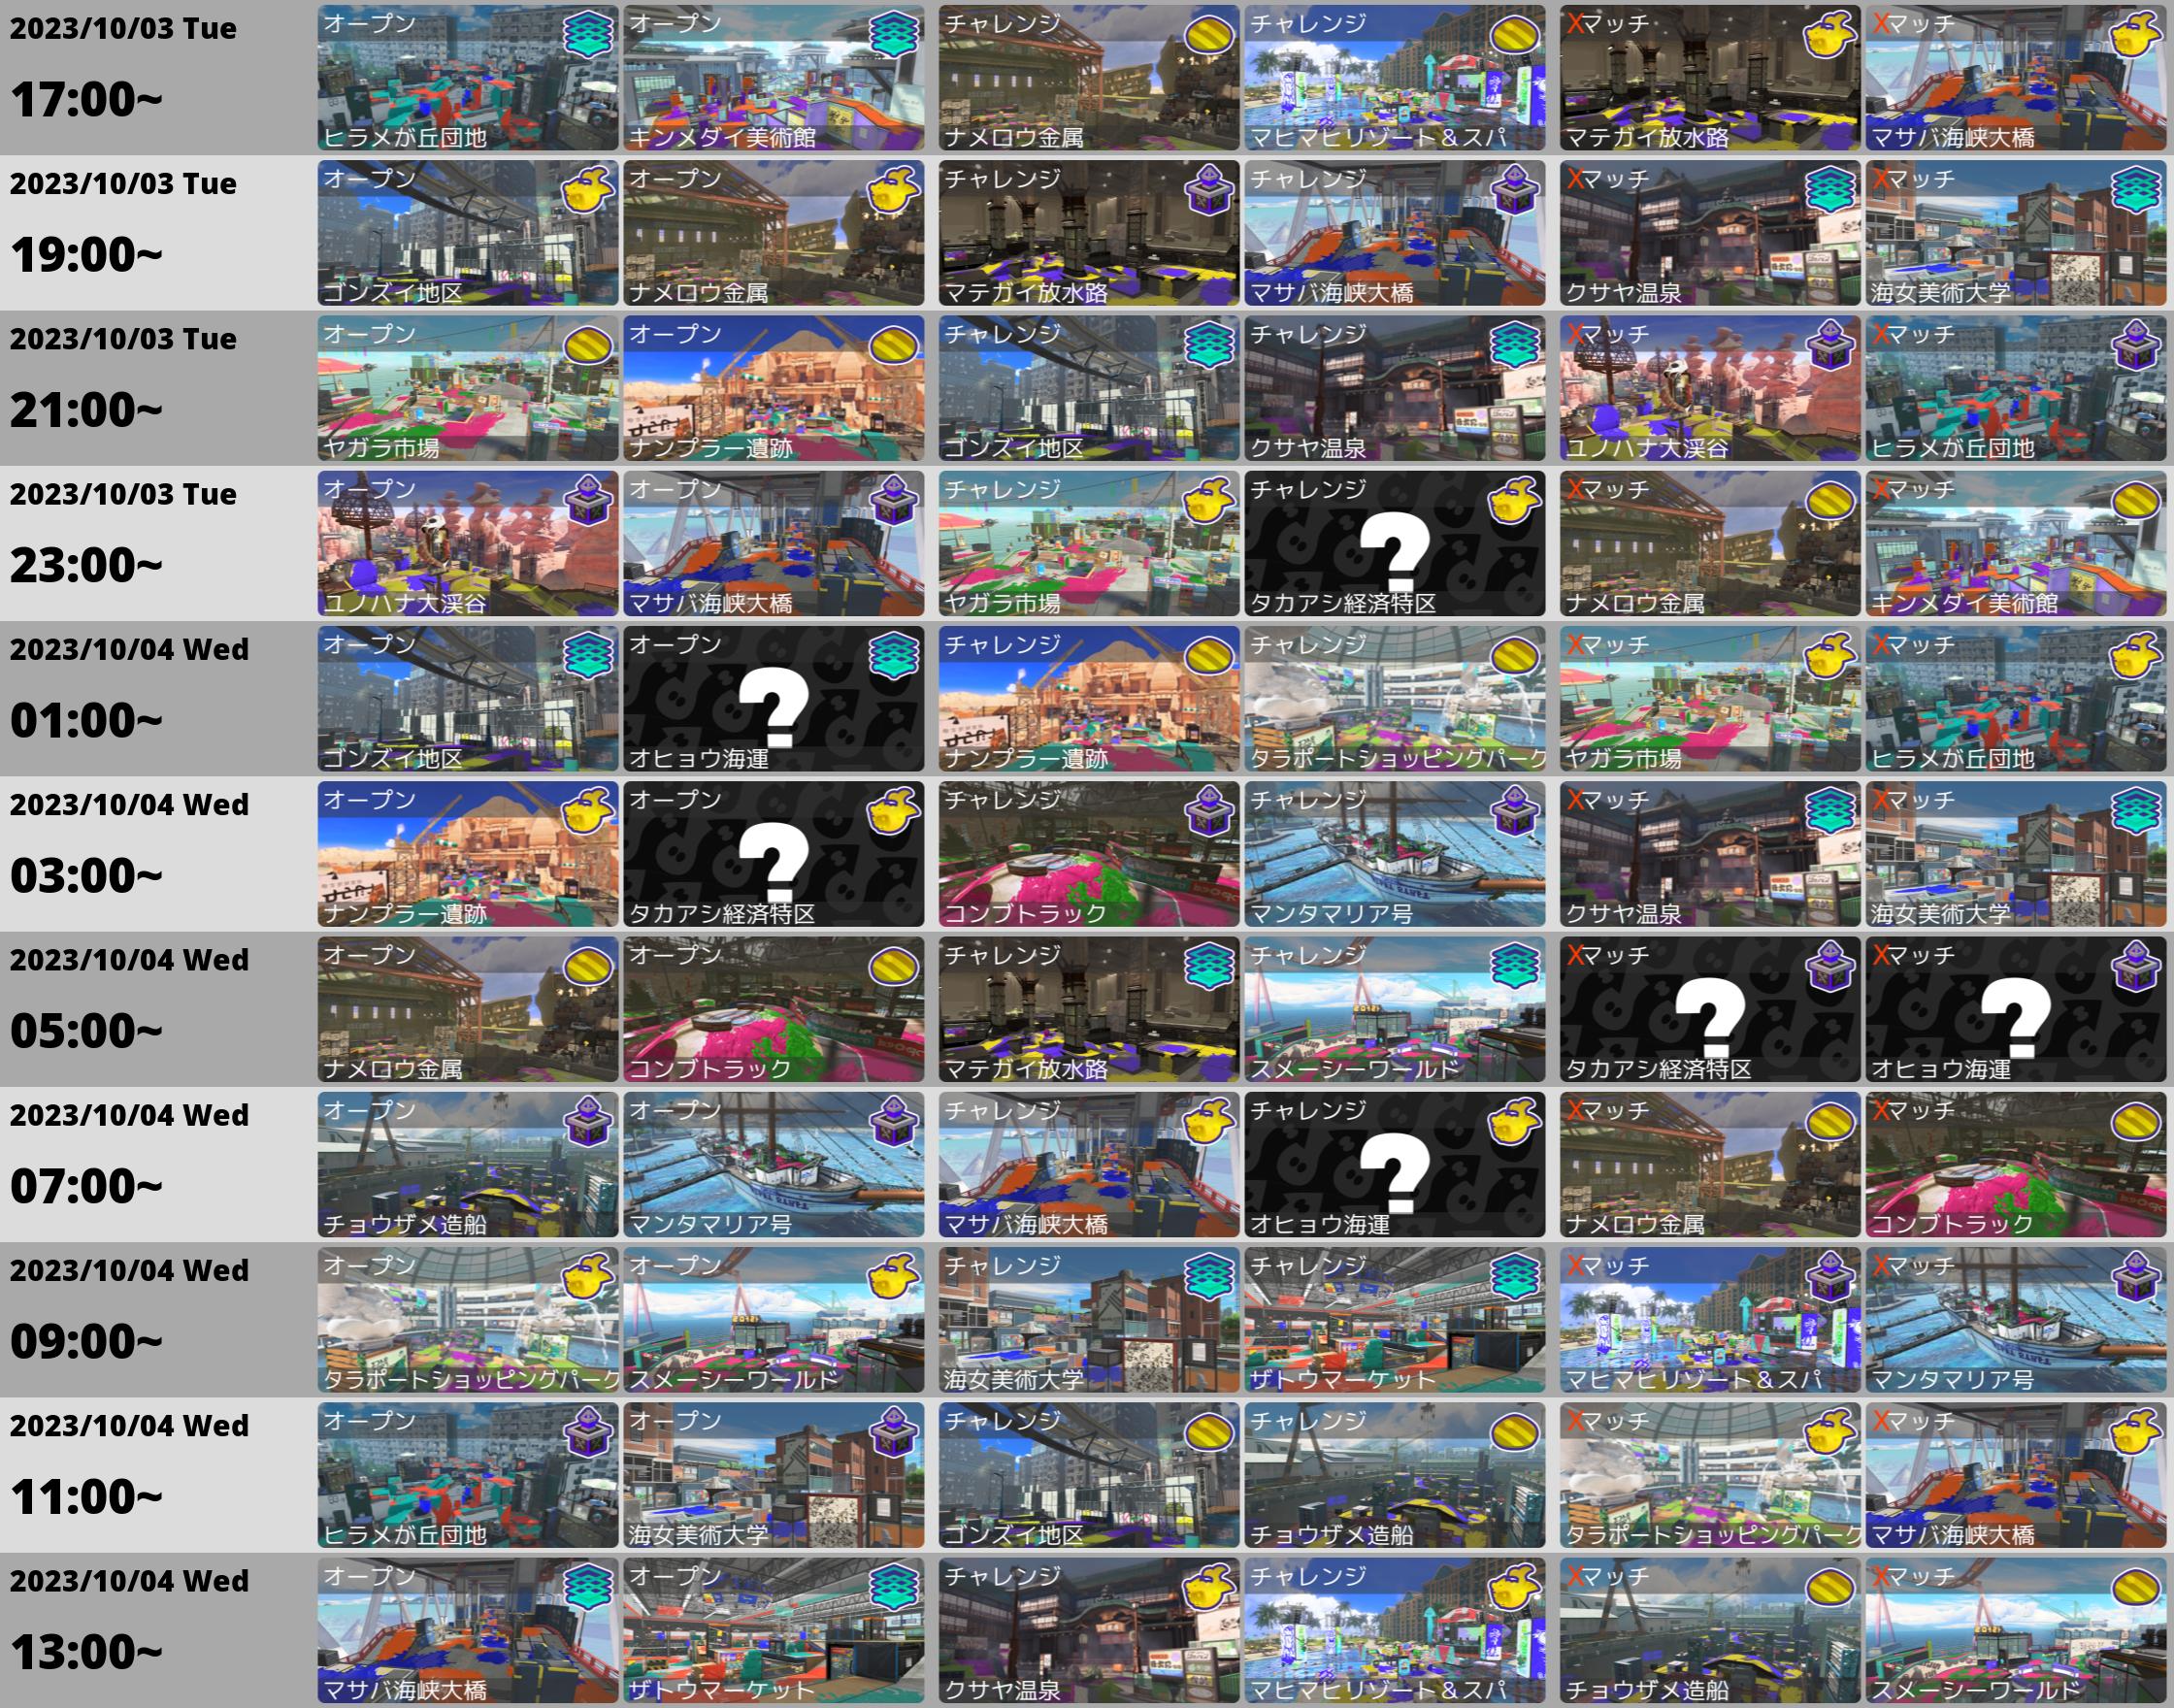 2023/10/03 Tue
17:00~
オープン オープン チャレンジ チャレンジ Xマッチ Xマッチ
ヒラメが丘団地 キンメダイ美術館 ナメロウ金属 マヒマヒリゾート＆スパ マテガイ放水路 マサバ海峡大橋
2023/10/03 Tue
19:00~
オープン オープン チャレンジ チャレンジ Xマッチ Xマッチ
ゴンズイ地区 ナメロウ金属 マテガイ放水路 マサバ海峡大橋 クサヤ温泉 海女美術大学
2023/10/03 Tue
21:00~
オープン オープン チャレンジ チャレンジ Xマッチ Xマッチ
ヤガラ市場 ナンプラー遺跡 ゴンズイ地区 クサヤ温泉 ユノハナ大渓谷 ヒラメが丘団地
2023/10/03 Tue
23:00~
オープン オープン チャレンジ チャレンジ Xマッチ Xマッチ
?
ユノハナ大渓谷 マサバ海峡大橋 ヤガラ市場 タカアシ経済特区 ナメロウ金属 キンメダイ美術館
2023/10/04 Wed
01:00~
オープン オープン チャレンジ チャレンジ Xマッチ Xマッチ
?
ゴンズイ地区 オヒョウ海運 ナンプラー遺跡 タラポートショッピングパーク ヤガラ市場 ヒラメが丘団地
2023/10/04 Wed
03:00~
オープン オープン チャレンジ チャレンジ Xマッチ Xマッチ
?
ナンプラー遺跡 タカアシ経済特区 コンブトラック マンタマリア号 クサヤ温泉 海女美術大学
2023/10/04 Wed
05:00~
オープン オープン チャレンジ チャレンジ Xマッチ Xマッチ
? ?
ナメロウ金属 コンブトラック マテガイ放水路 スメーシーワールド タカアシ経済特区 オヒョウ海運
2023/10/04 Wed
07:00~
オープン オープン チャレンジ チャレンジ Xマッチ Xマッチ
?
チョウザメ造船 マンタマリア号 マサバ海峡大橋 オヒョウ海運 ナメロウ金属 コンブトラック
2023/10/04 Wed
09:00~
オープン オープン チャレンジ チャレンジ Xマッチ Xマッチ
タラポートショッピングパーク スメーシーワールド 海女美術大学 ザトウマーケット マヒマヒリゾート＆スパ マンタマリア号
2023/10/04 Wed
11:00~
オープン オープン チャレンジ チャレンジ Xマッチ Xマッチ
ヒラメが丘団地 海女美術大学 ゴンズイ地区 チョウザメ造船 タラポートショッピングパーク マサバ海峡大橋
2023/10/04 Wed
13:00~
オープン オープン チャレンジ チャレンジ Xマッチ Xマッチ
マサバ海峡大橋 ザトウマーケット クサヤ温泉 マヒマヒリゾート＆スパ チョウザメ造船 スメーシーワールド